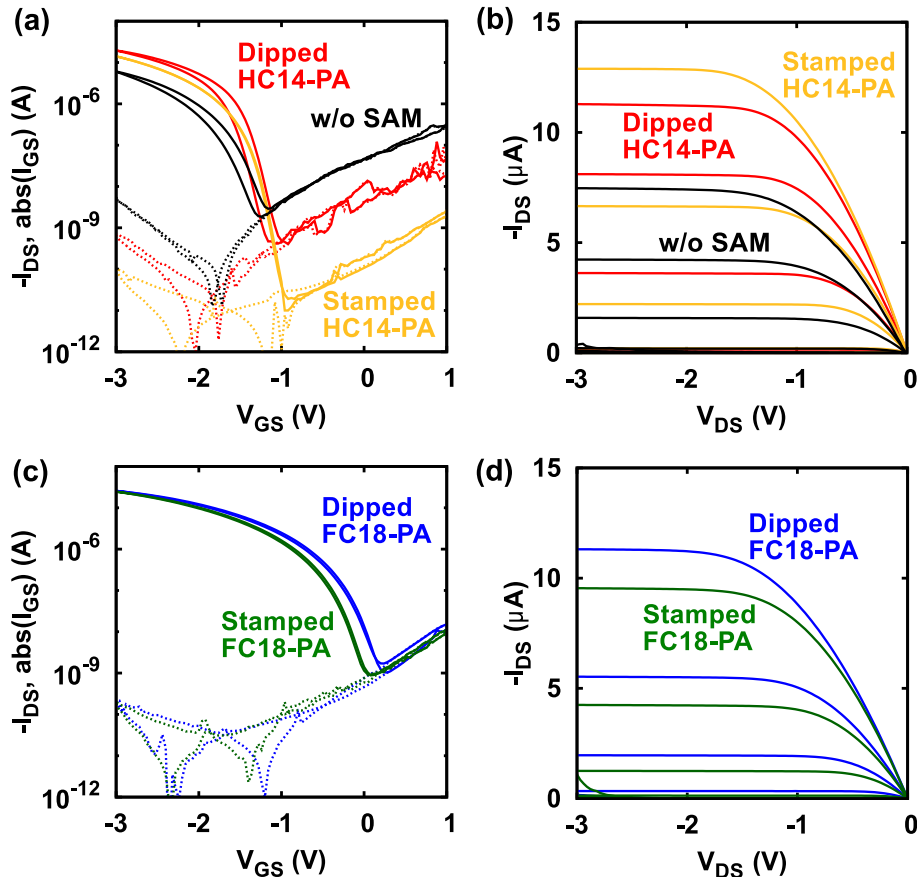 (a)
-I_DS, abs(I_GS) (A)
10^-6
10^-9
10^-12
Dipped
HC14-PA
w/o SAM
Stamped
HC14-PA
-3 -2 -1 0 1
V_GS (V)
(b)
-I_DS (μA)
15
10
5
0
Stamped
HC14-PA
Dipped
HC14-PA
w/o SAM
-3 -2 -1 0
V_DS (V)
(c)
-I_DS, abs(I_GS) (A)
10^-6
10^-9
10^-12
Dipped
FC18-PA
Stamped
FC18-PA
-3 -2 -1 0 1
V_GS (V)
(d)
-I_DS (μA)
15
10
5
0
Dipped
FC18-PA
Stamped
FC18-PA
-3 -2 -1 0
V_DS (V)